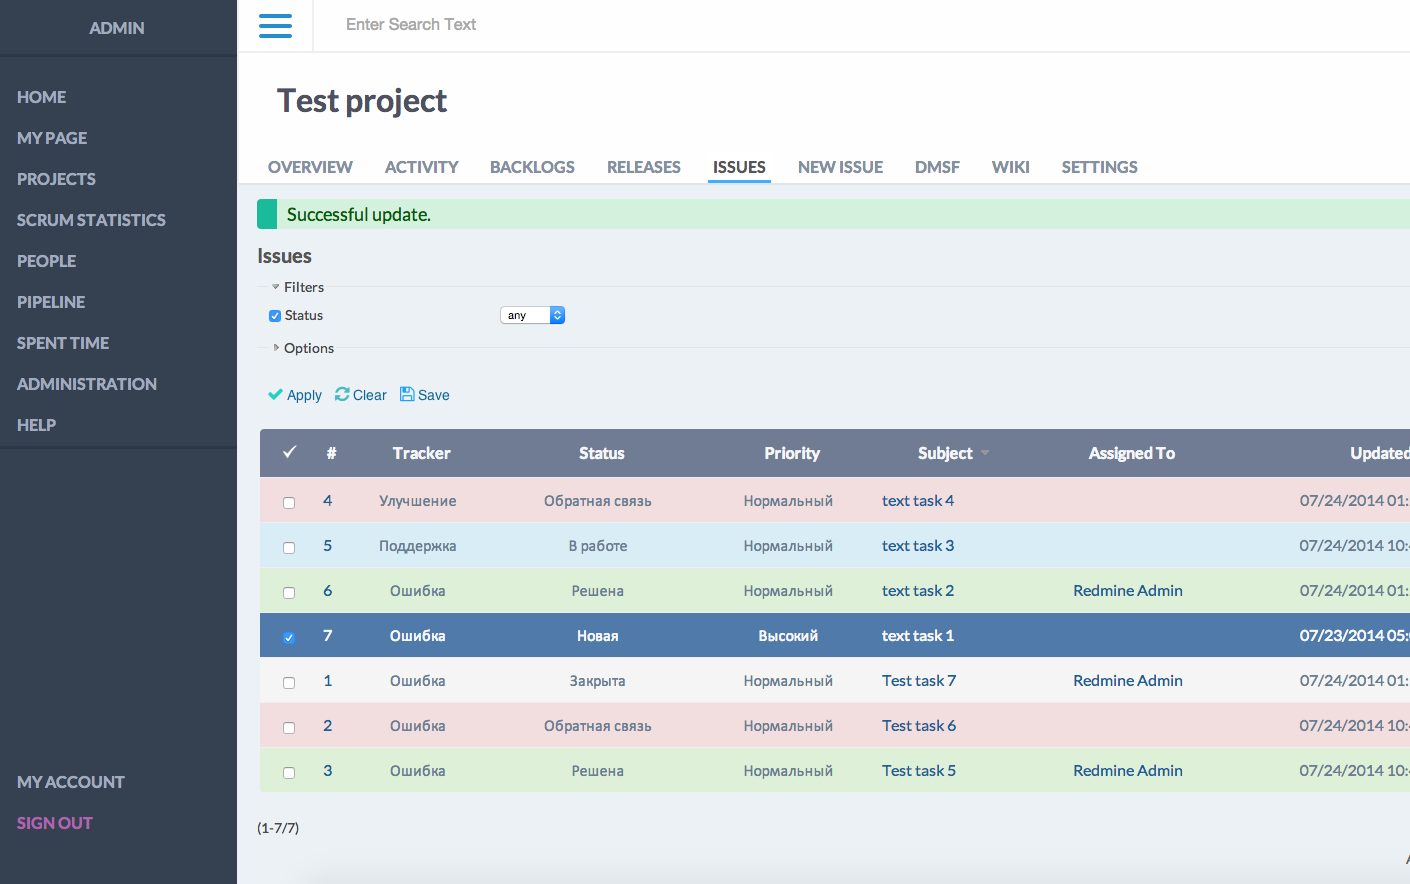 ADMIN
Enter Search Text
HOME
MY PAGE
PROJECTS
SCRUM STATISTICS
PEOPLE
PIPELINE
SPENT TIME
ADMINISTRATION
HELP
MY ACCOUNT
SIGN OUT
Test project
OVERVIEW ACTIVITY BACKLOGS RELEASES ISSUES NEW ISSUE DMSF WIKI SETTINGS
Successful update.
Issues
Filters
Status any
Options
Apply Clear Save
# Tracker Status Priority Subject Assigned To Updated
4 Улучшение Обратная связь Нормальный text task 4 07/24/2014 01:
5 Поддержка В работе Нормальный text task 3 07/24/2014 10:
6 Ошибка Решена Нормальный text task 2 Redmine Admin 07/24/2014 01:
7 Ошибка Новая Высокий text task 1 07/23/2014 05:
1 Ошибка Закрыта Нормальный Test task 7 Redmine Admin 07/24/2014 01:
2 Ошибка Обратная связь Нормальный Test task 6 07/24/2014 10:
3 Ошибка Решена Нормальный Test task 5 Redmine Admin 07/24/2014 10:
(1-7/7)